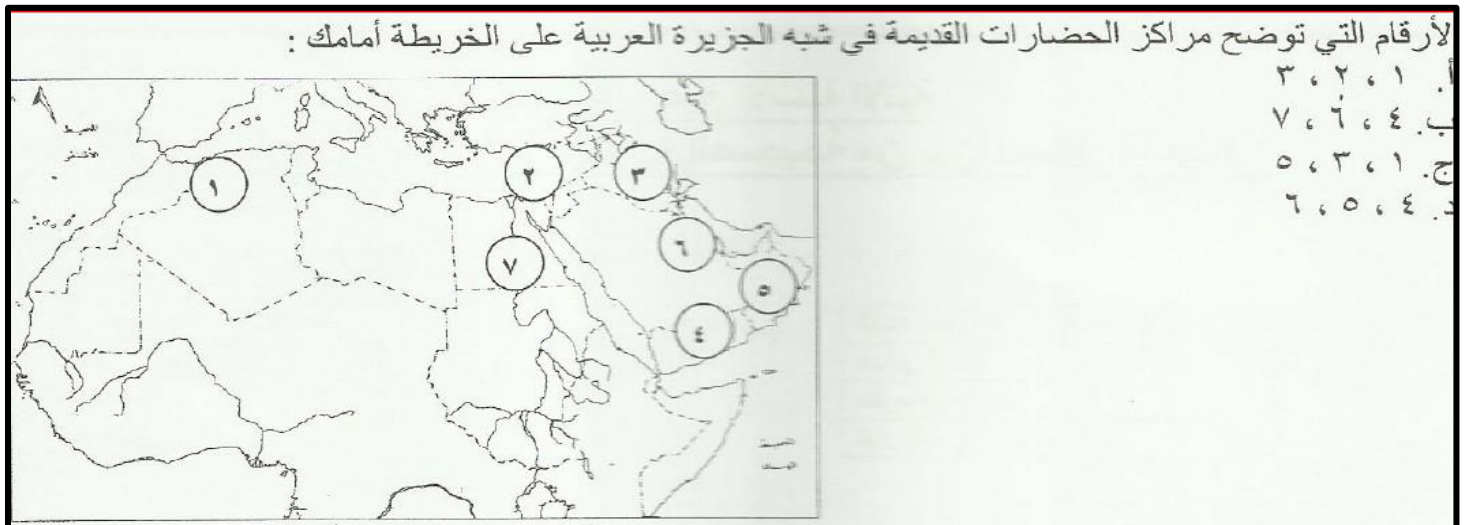 لأرقام التي توضح مراكز الحضارات القديمة في شبه الجزيرة العربية على الخريطة أمامك :
أ. ١ ، ٢ ، ٣
ب. ٤ ، ٦ ، ٧
ج. ١ ، ٣ ، ٥
د. ٤ ، ٥ ، ٦
١
٢
٣
٦
٧
٥
٤